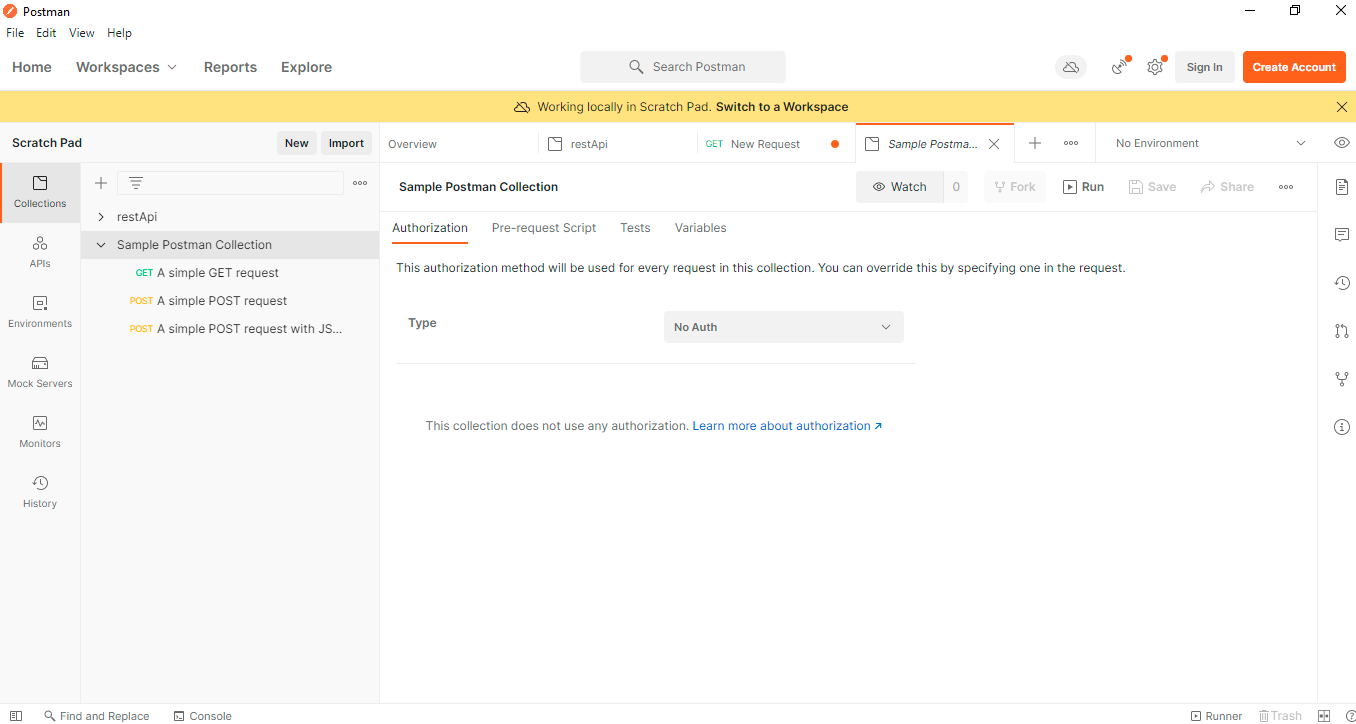 Postman
File Edit View Help
Home Workspaces Reports Explore Search Postman Sign In Create Account
Working locally in Scratch Pad. Switch to a Workspace
Scratch Pad New Import Overview restApi GET New Request Sample Postma... No Environment
Sample Postman Collection Watch 0 Fork Run Save Share
Collections
restApi
Authorization Pre-request Script Tests Variables
Sample Postman Collection
APIs
GET A simple GET request
This authorization method will be used for every request in this collection. You can override this by specifying one in the request.
POST A simple POST request
Environments
POST A simple POST request with JS...
Type No Auth
Mock Servers
This collection does not use any authorization. Learn more about authorization
Monitors
History
Find and Replace Console Runner Trash